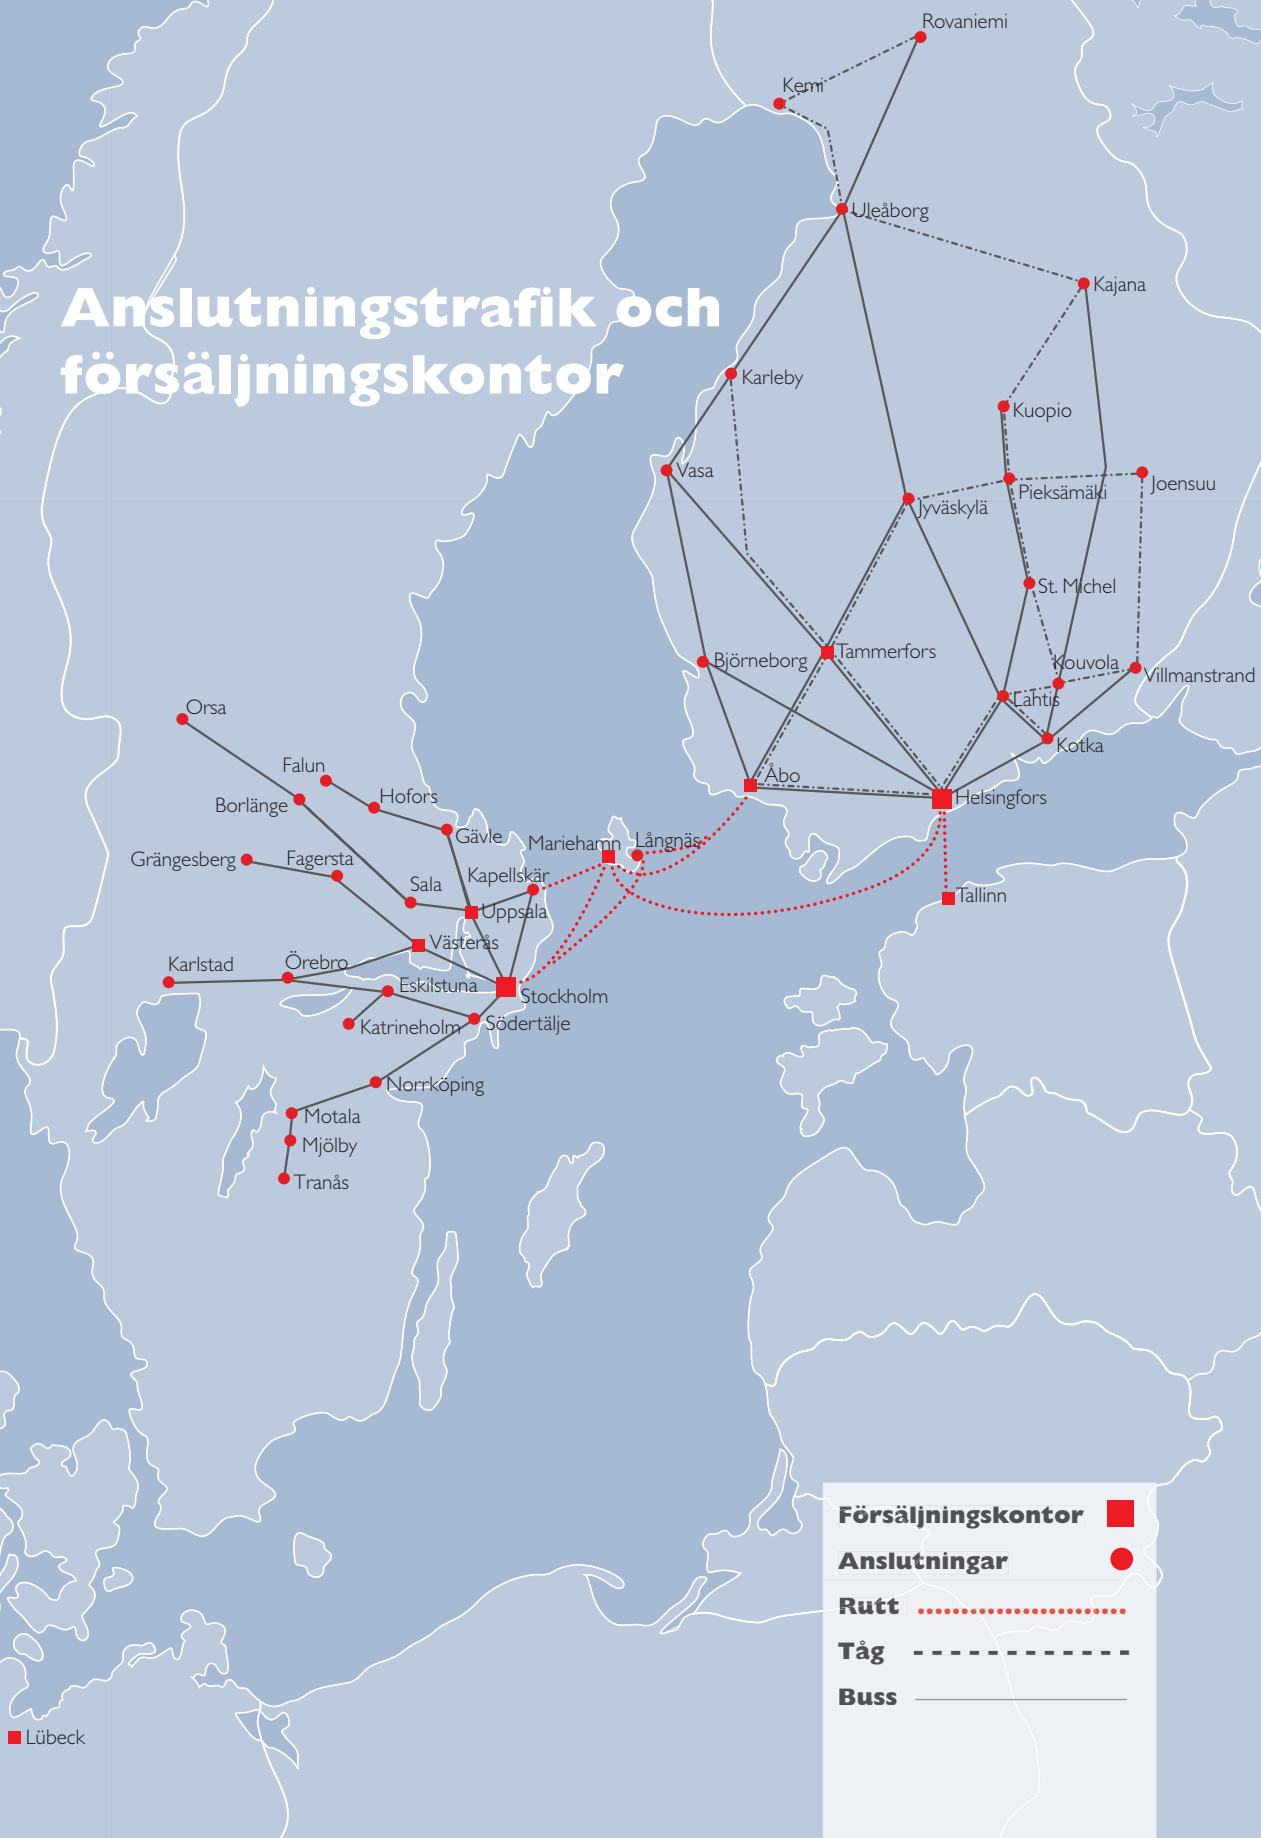 Rovaniemi
Kemi
Uleåborg
Kajana
Anslutningstrafik och
försäljningskontor
Karleby
Kuopio
Vasa
Pieksämäki
Joensuu
Jyväskylä
St. Michel
Björneborg
Tammerfors
Kouvola
Villmanstrand
Lahtis
Kotka
Orsa
Falun
Åbo
Borlänge
Hofors
Helsingfors
Gävle
Mariehamn
Långnäs
Grängesberg
Fagersta
Kapellskär
Sala
Tallinn
Uppsala
Västerås
Karlstad
Örebro
Eskilstuna
Stockholm
Katrineholm
Södertälje
Norrköping
Motala
Mjölby
Tranås
Försäljningskontor
Anslutningar
Rutt
Tåg
Buss
Lübeck